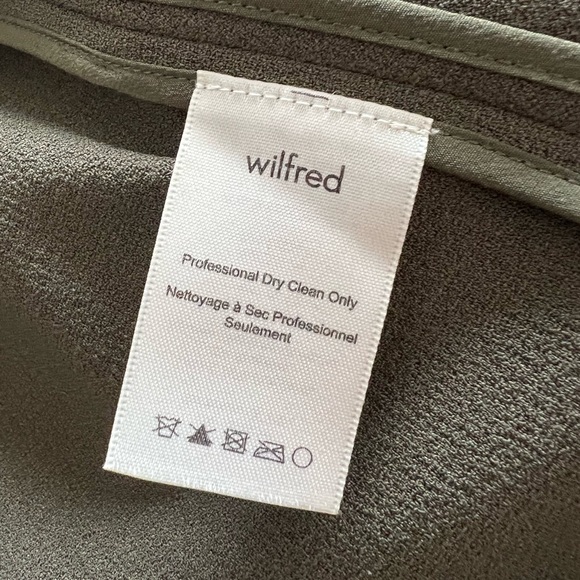 wilfred
Professional Dry Clean Only
Nettoyage à Sec Professionnel
Seulement